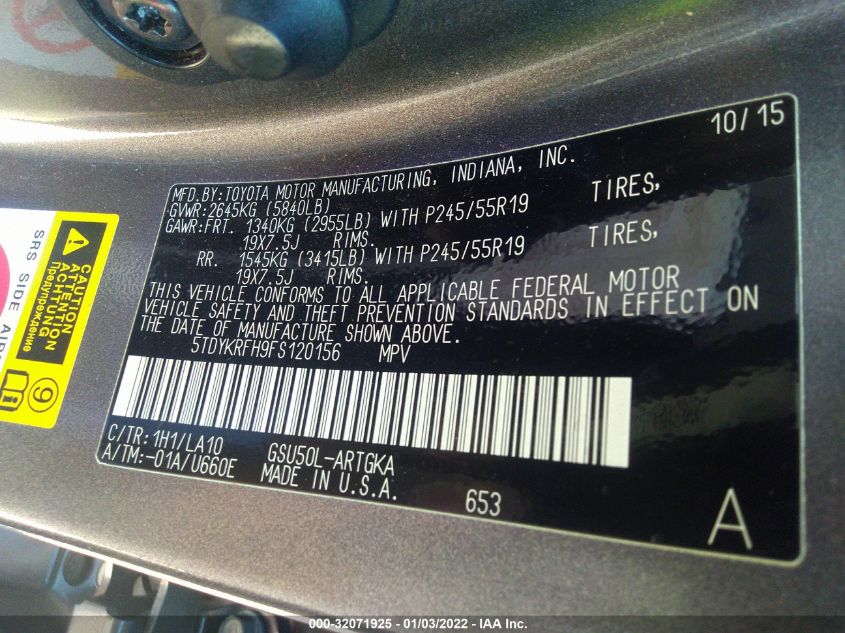 10/15
MFD.BY:TOYOTA MOTOR MANUFACTURING, INDIANA, INC.
GVWR:2645KG (5840LB)
GAWR:FRT. 1340KG (2955LB) WITH P245/55R19 TIRES,
19X7.5J RIMS.
RR. 1545KG (3415LB) WITH P245/55R19 TIRES,
19X7.5J RIMS.
THIS VEHICLE CONFORMS TO ALL APPLICABLE FEDERAL MOTOR
VEHICLE SAFETY AND THEFT PREVENTION STANDARDS IN EFFECT ON
THE DATE OF MANUFACTURE SHOWN ABOVE.
5TDYKRFH9FS120156 MPV
C/TR: 1H1/LA10 GSU50L-ARTGKA
A/TM:-01A/U660E MADE IN U.S.A.
653
A
SRS SIDE
CAUTION
ATTENTION
ACHTUNG
Предупреждение
9
000-32071925 - 01/03/2022 - IAA Inc.